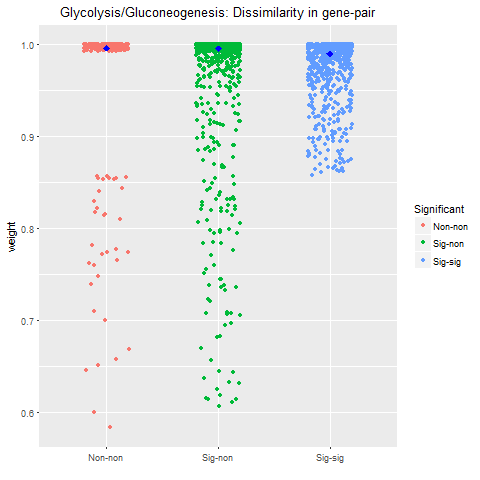 Glycolysis/Gluconeogenesis: Dissimilarity in gene-pair
1.0
0.9
0.8
0.7
0.6
weight
Non-non
Sig-non
Sig-sig
Significant
Non-non
Sig-non
Sig-sig